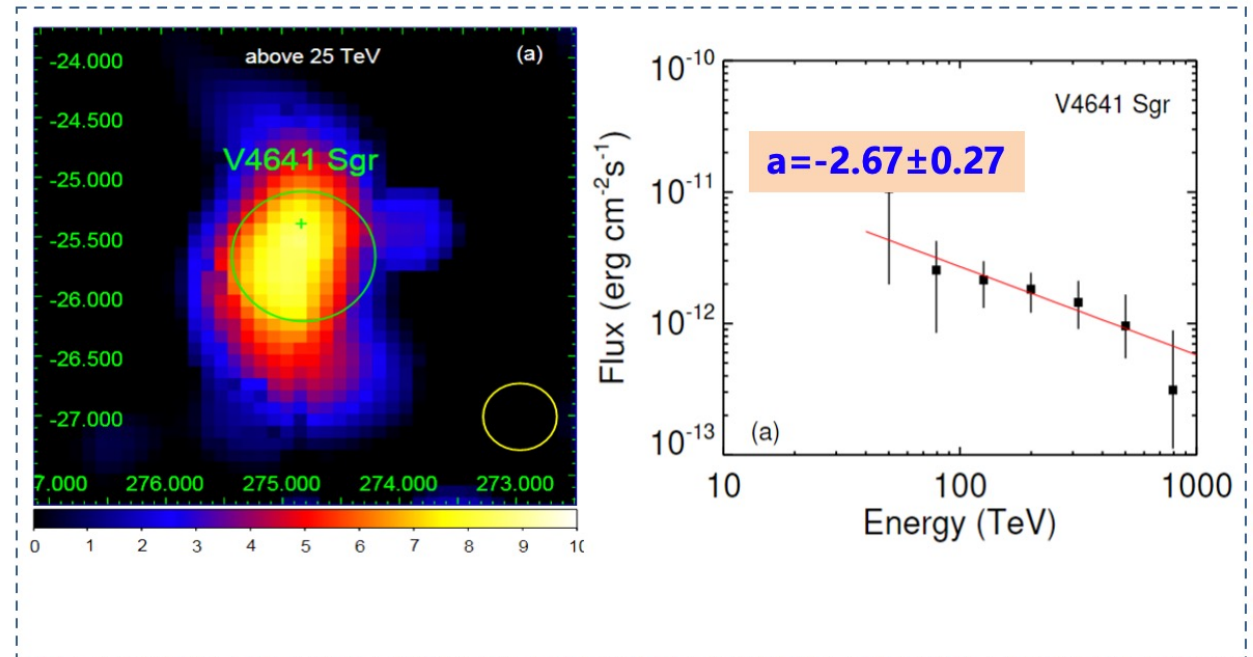 above 25 TeV
(a)
-24.000
-24.500
V4641 Sgr
-25.000
-25.500
-26.000
-26.500
-27.000
7.000 276.000 275.000 274.000 273.000
0 1 2 3 4 5 6 7 8 9 10
10⁻¹⁰
V4641 Sgr
a=-2.67±0.27
10⁻¹¹
Flux (erg cm⁻²s⁻¹)
10⁻¹²
10⁻¹³
(a)
10 100 1000
Energy (TeV)